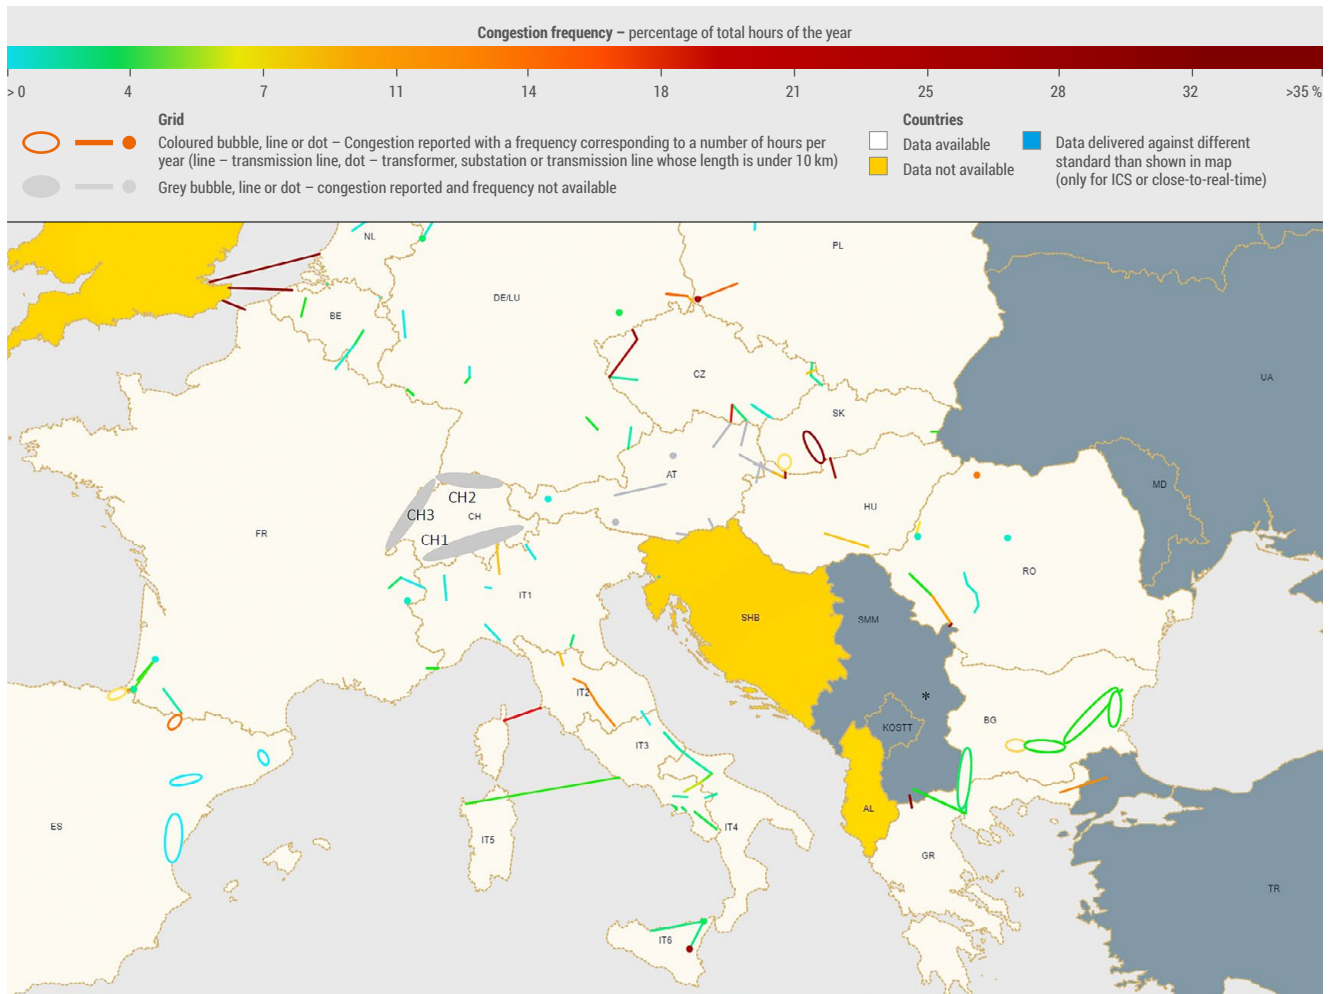 Congestion frequency – percentage of total hours of the year
> 0 4 7 11 14 18 21 25 28 32 >35 %
Grid
Coloured bubble, line or dot – Congestion reported with a frequency corresponding to a number of hours per
year (line – transmission line, dot – transformer, substation or transmission line whose length is under 10 km)
Grey bubble, line or dot – congestion reported and frequency not available
Countries
Data available
Data not available
Data delivered against different
standard than shown in map
(only for ICS or close-to-real-time)
NL
PL
DE/LU
BE
CZ
UA
SK
AT
MD
CH2
CH
CH3
HU
FR
CH1
RO
IT1
SHB
SMM
IT2
*
BG
KOSTT
IT3
AL
ES
IT5
IT4
GR
TR
IT6